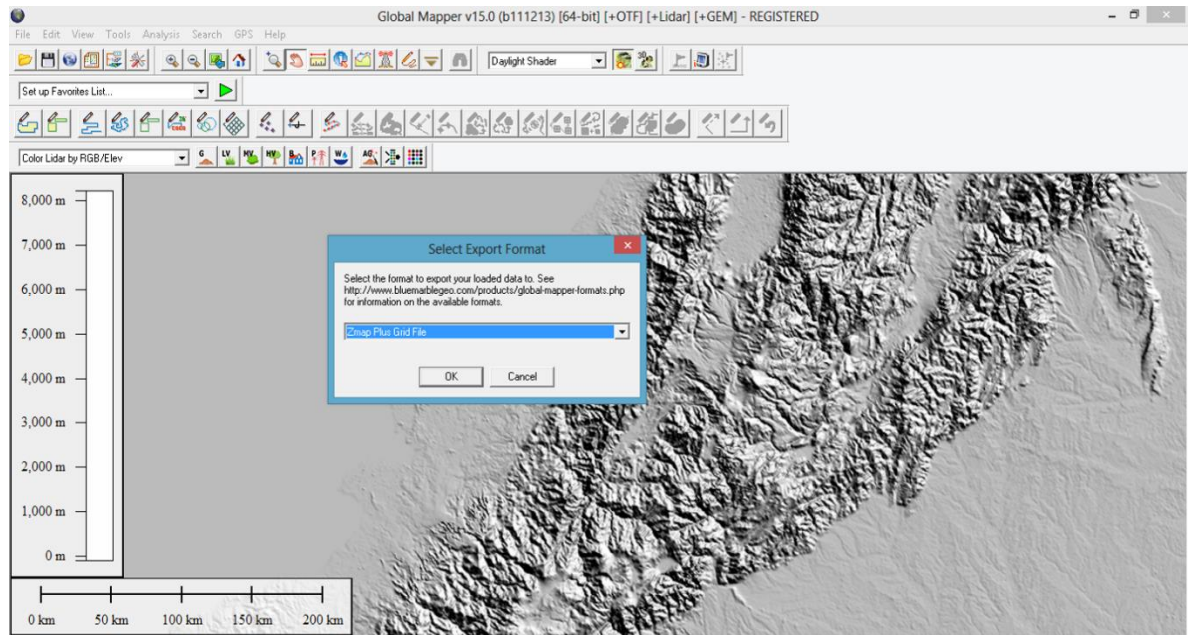 Global Mapper v15.0 (b111213) [64-bit] [+OTF] [+Lidar] [+GEM] - REGISTERED
File Edit View Tools Analysis Search GPS Help
Daylight Shader
Set up Favorites List...
Color Lidar by RGB/Elev
8,000 m
7,000 m
6,000 m
5,000 m
4,000 m
3,000 m
2,000 m
1,000 m
0 m
Select Export Format
Select the format to export your loaded data to. See
http://www.bluemarblegeo.com/products/global-mapper-formats.php
for information on the available formats.
Zmap Plus Grid File
OK Cancel
0 km 50 km 100 km 150 km 200 km